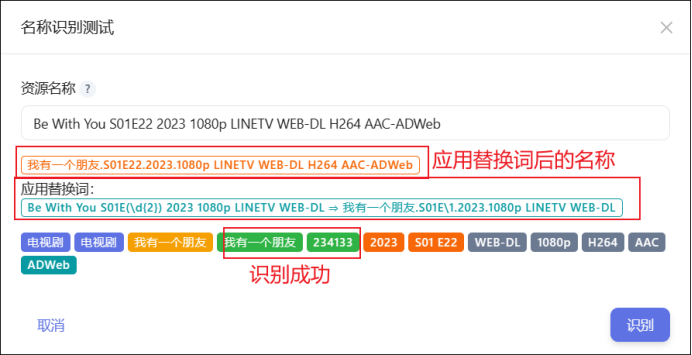 名称识别测试
资源名称 ?
Be With You S01E22 2023 1080p LINETV WEB-DL H264 AAC-ADWeb
我有一个朋友.S01E22.2023.1080p LINETV WEB-DL H264 AAC-ADWeb
应用替换词后的名称
应用替换词：
Be With You S01E(\d{2}) 2023 1080p LINETV WEB-DL ⇒ 我有一个朋友.S01E\1.2023.1080p LINETV WEB-DL
电视剧 电视剧 我有一个朋友 我有一个朋友 234133 2023 S01 E22 WEB-DL 1080p H264 AAC
ADWeb
识别成功
取消 识别